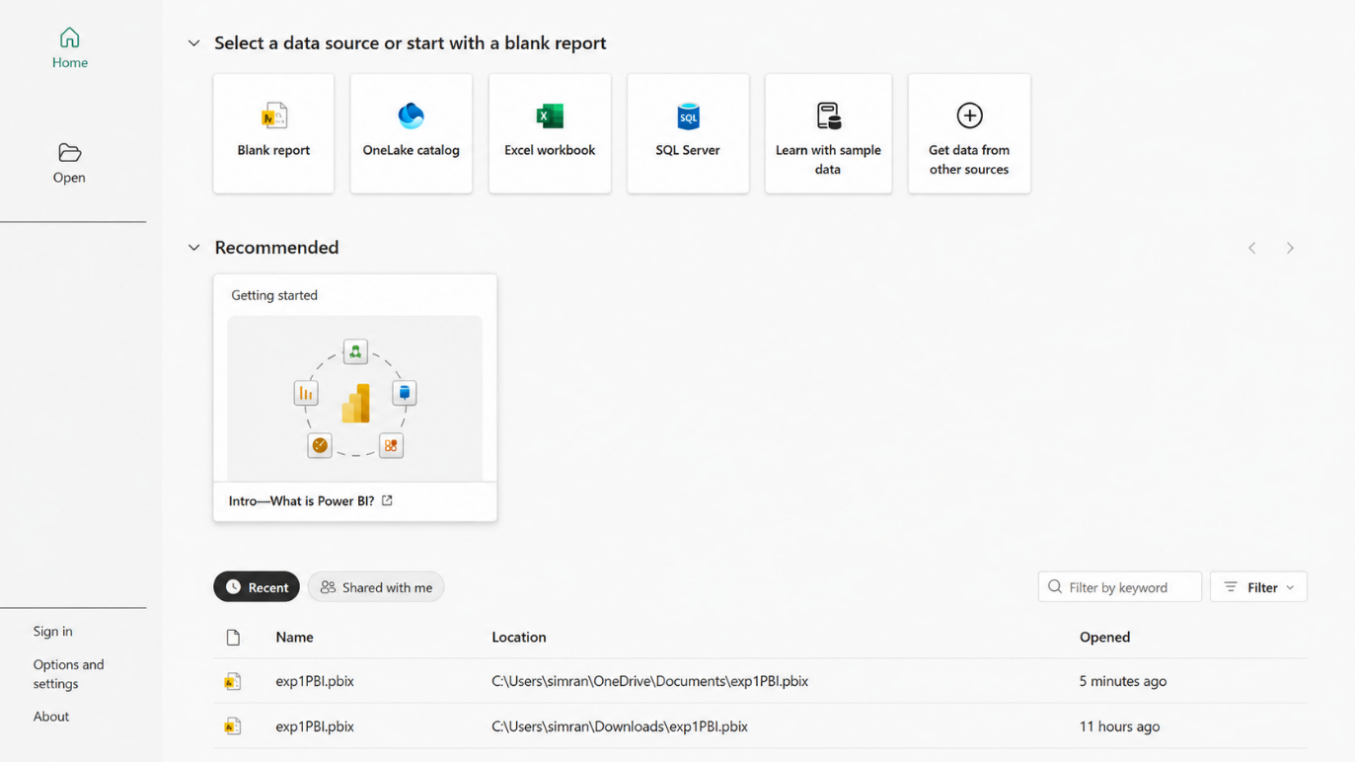 Home
Open
Select a data source or start with a blank report
Blank report
OneLake catalog
Excel workbook
SQL
SQL Server
Learn with sample
data
Get data from
other sources
Recommended
Getting started
Intro—What is Power BI?
Recent
Shared with me
Filter by keyword
Filter
Name
Location
Opened
exp1PBI.pbix
C:\Users\simran\OneDrive\Documents\exp1PBI.pbix
5 minutes ago
exp1PBI.pbix
C:\Users\simran\Downloads\exp1PBI.pbix
11 hours ago
Sign in
Options and
settings
About